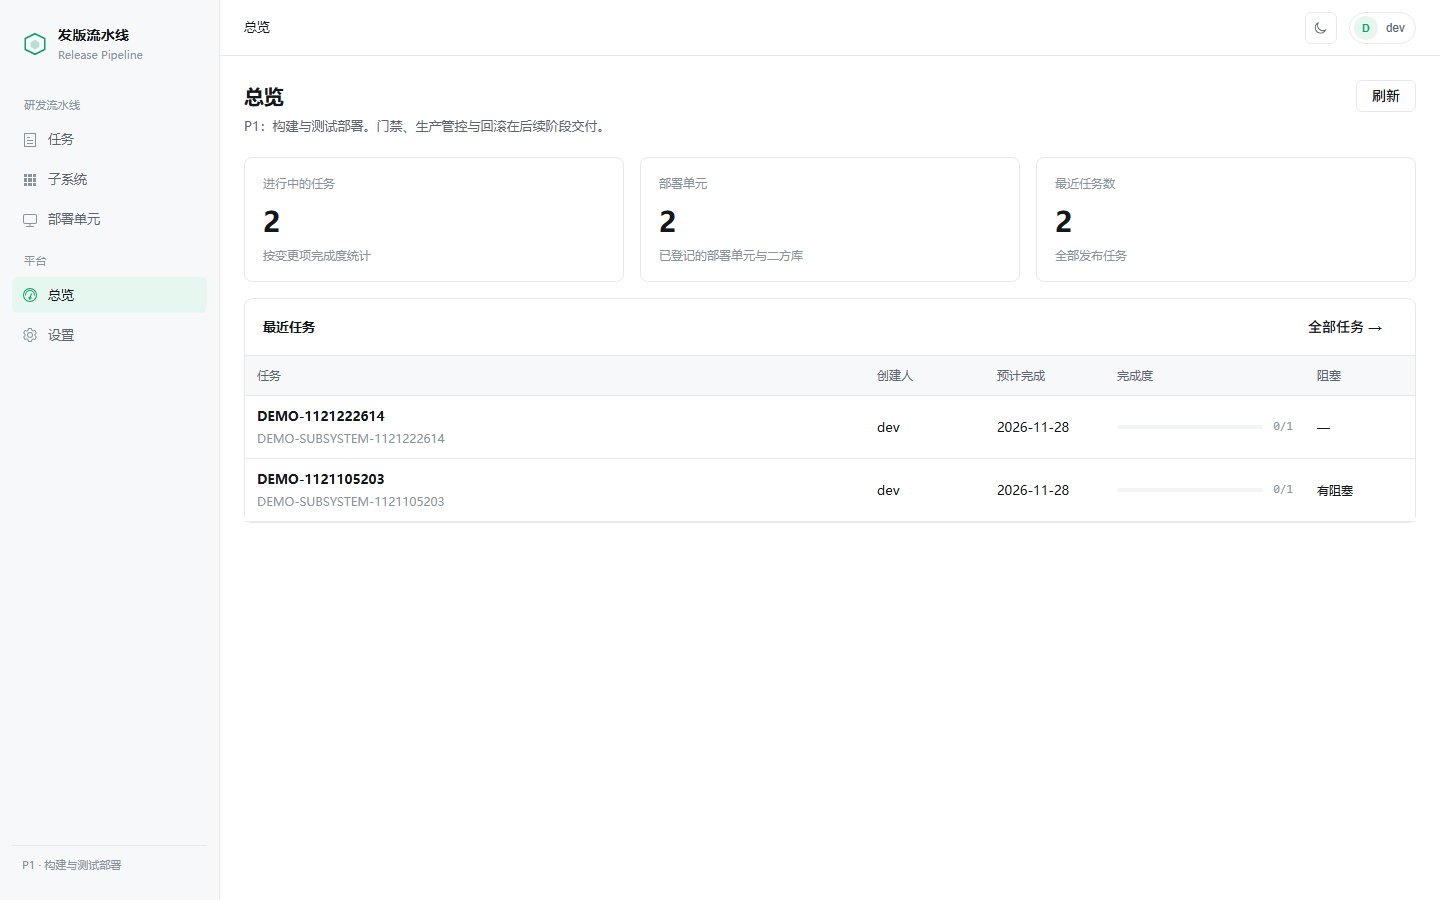 发版流水线
Release Pipeline
研发流水线
任务
子系统
部署单元
平台
总览
设置
P1 · 构建与测试部署
总览
D dev
总览
刷新
P1：构建与测试部署。门禁、生产管控与回滚在后续阶段交付。
进行中的任务
2
按变更项完成度统计
部署单元
2
已登记的部署单元与二方库
最近任务数
2
全部发布任务
最近任务
全部任务 →
任务 创建人 预计完成 完成度 阻塞
DEMO-1121222614
DEMO-SUBSYSTEM-1121222614
dev 2026-11-28 0/1 —
DEMO-1121105203
DEMO-SUBSYSTEM-1121105203
dev 2026-11-28 0/1 有阻塞